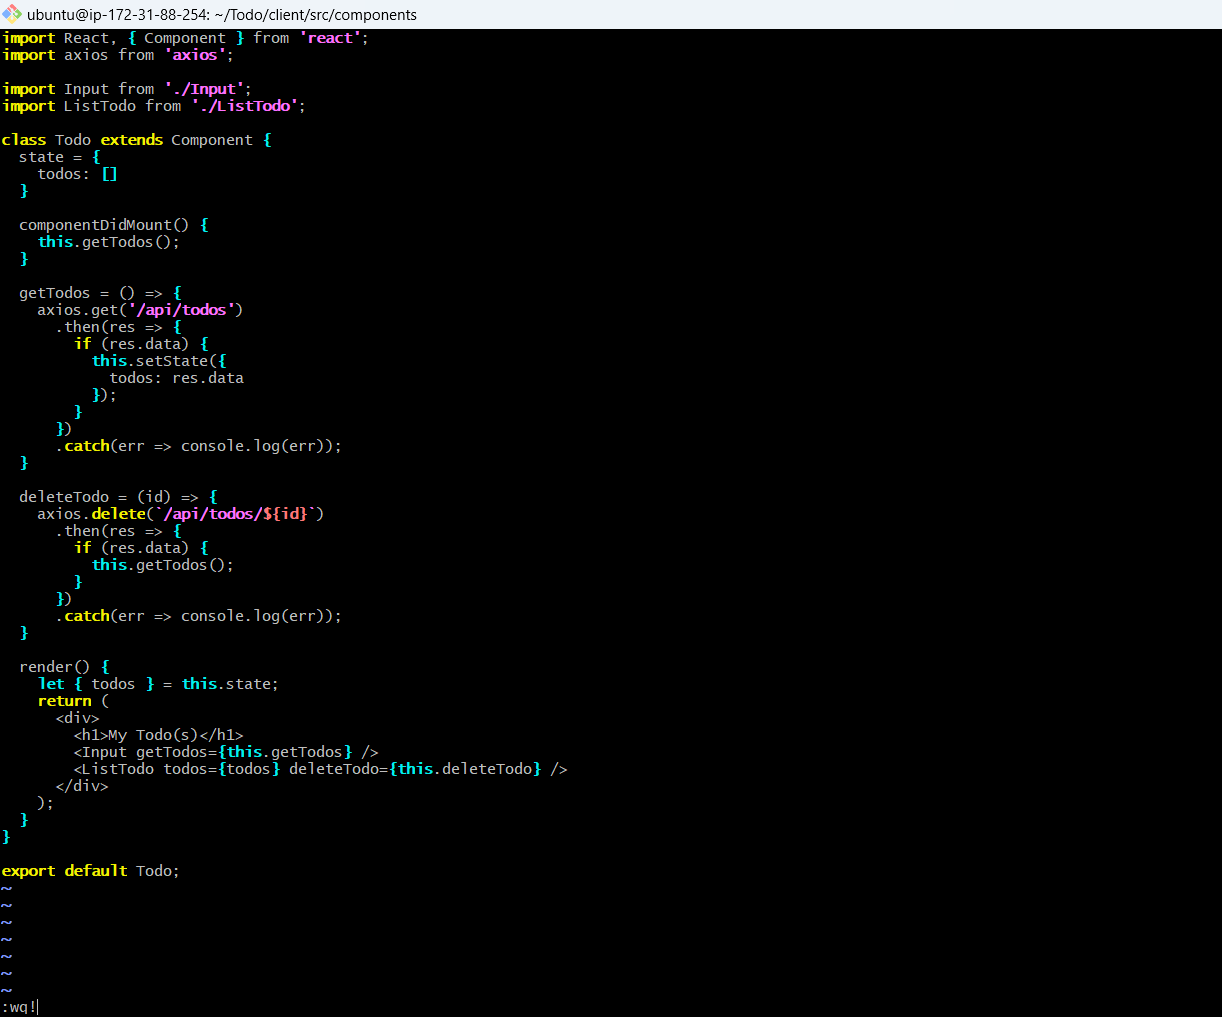 ubuntu@ip-172-31-88-254: ~/Todo/client/src/components
import React, { Component } from 'react';
import axios from 'axios';

import Input from './Input';
import ListTodo from './ListTodo';

class Todo extends Component {
  state = {
    todos: []
  }

  componentDidMount() {
    this.getTodos();
  }

  getTodos = () => {
    axios.get('/api/todos')
      .then(res => {
        if (res.data) {
          this.setState({
            todos: res.data
          });
        }
      })
      .catch(err => console.log(err));
  }

  deleteTodo = (id) => {
    axios.delete(`/api/todos/${id}`)
      .then(res => {
        if (res.data) {
          this.getTodos();
        }
      })
      .catch(err => console.log(err));
  }

  render() {
    let { todos } = this.state;
    return (
      <div>
        <h1>My Todo(s)</h1>
        <Input getTodos={this.getTodos} />
        <ListTodo todos={todos} deleteTodo={this.deleteTodo} />
      </div>
    );
  }
}

export default Todo;
~
~
~
~
~
~
~
:wq!